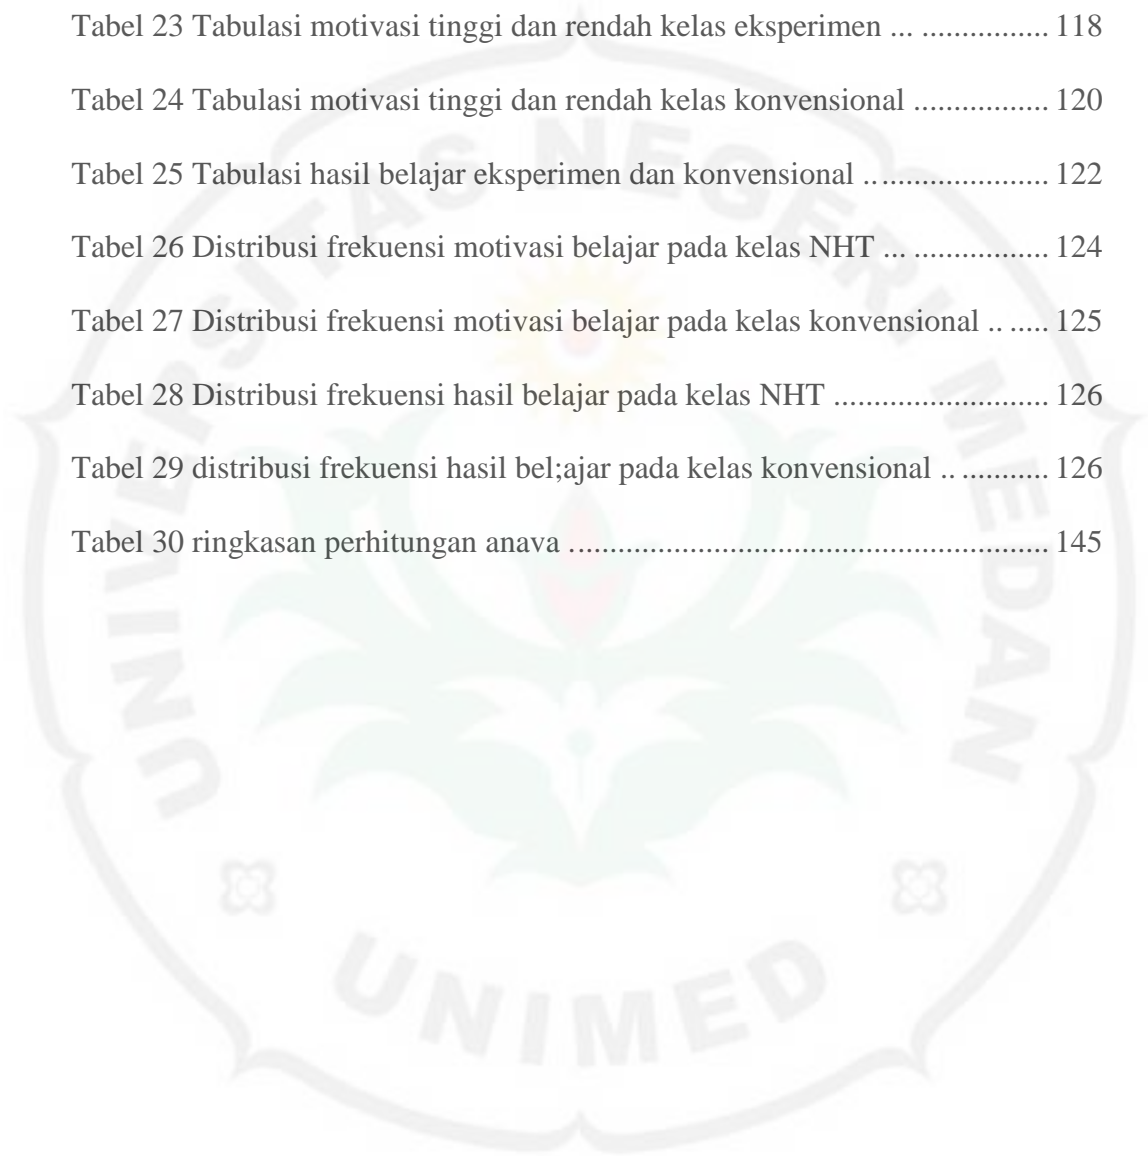 Tabel 23 Tabulasi motivasi tinggi dan rendah kelas eksperimen ... ................ 118
Tabel 24 Tabulasi motivasi tinggi dan rendah kelas konvensional ................. 120
Tabel 25 Tabulasi hasil belajar eksperimen dan konvensional ....................... 122
Tabel 26 Distribusi frekuensi motivasi belajar pada kelas NHT ... ................. 124
Tabel 27 Distribusi frekuensi motivasi belajar pada kelas konvensional .. ..... 125
Tabel 28 Distribusi frekuensi hasil belajar pada kelas NHT .......................... 126
Tabel 29 distribusi frekuensi hasil bel;ajar pada kelas konvensional .. ........... 126
Tabel 30 ringkasan perhitungan anava ........................................................... 145
UNIVERSITAS NEGERI MEDAN
UNIMED